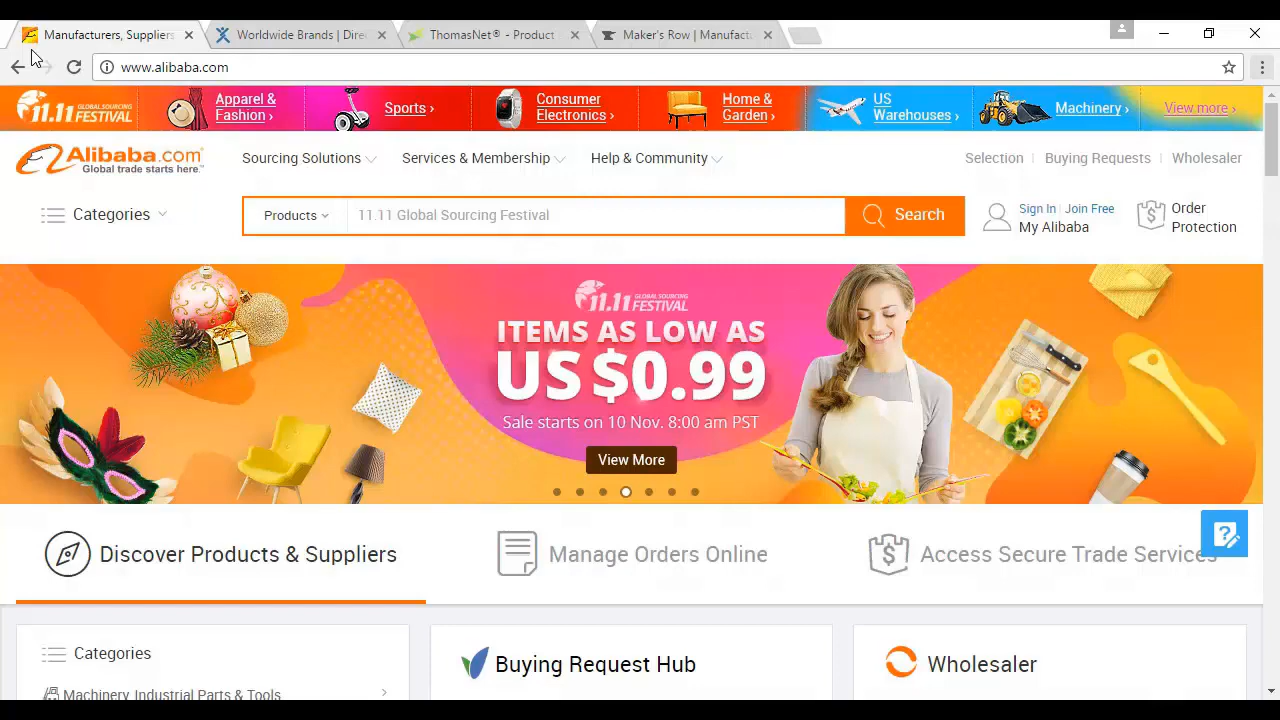 Manufacturers, Suppliers
Worldwide Brands | Dire
ThomasNet® - Product
Maker's Row | Manufact
www.alibaba.com
11.11 GLOBAL SOURCING FESTIVAL
Apparel & Fashion ›
Sports ›
Consumer Electronics ›
Home & Garden ›
US Warehouses ›
Machinery ›
View more ›
Alibaba.com
Global trade starts here.™
Sourcing Solutions
Services & Membership
Help & Community
Selection
Buying Requests
Wholesaler
Categories
Products
11.11 Global Sourcing Festival
Search
Sign In | Join Free
My Alibaba
Order Protection
11.11 GLOBAL SOURCING FESTIVAL
ITEMS AS LOW AS
US $0.99
Sale starts on 10 Nov. 8:00 am PST
View More
Discover Products & Suppliers
Manage Orders Online
Access Secure Trade Services
Categories
Buying Request Hub
Wholesaler
Machinery Industrial Parts & Tools